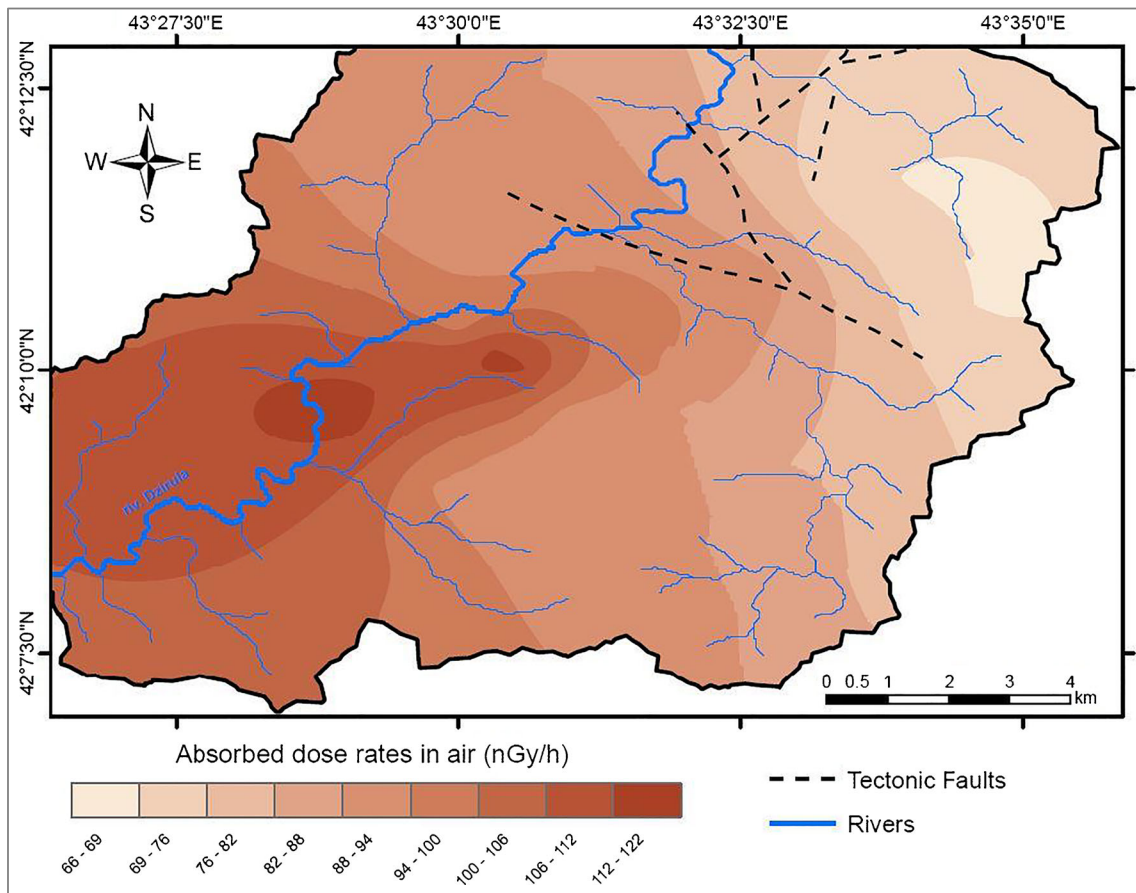 43°27'30"E 43°30'0"E 43°32'30"E 43°35'0"E
42°12'30"N
N
W E
S
42°10'0"N
riv. Dzirula
42°7'30"N
0 0.5 1 2 3 4
km
Absorbed dose rates in air (nGy/h)
66 - 69 69 - 76 76 - 82 82 - 88 88 - 94 94 - 100 100 - 106 106 - 112 112 - 122
Tectonic Faults
Rivers